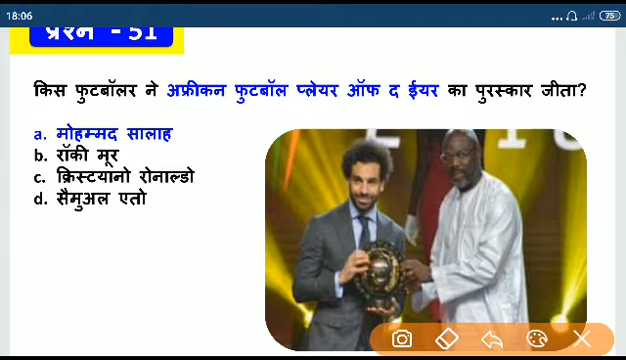 18:06
... 75
प्रश्न - 51
किस फुटबॉलर ने अफ्रीकन फुटबॉल प्लेयर ऑफ द ईयर का पुरस्कार जीता?
a. मोहम्मद सालाह
b. रॉकी मूर
c. क्रिस्टयानो रोनाल्डो
d. सैमुअल एतो